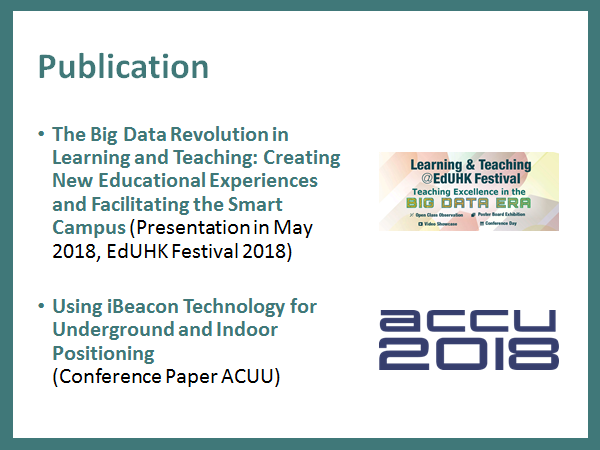 Publication
• The Big Data Revolution in
Learning and Teaching: Creating
New Educational Experiences
and Facilitating the Smart
Campus (Presentation in May
2018, EdUHK Festival 2018)
Learning & Teaching
@EdUHK Festival
Teaching Excellence in the
BIG DATA ERA
Open Class Observation Poster Board Exhibition
Video Showcase Conference Day
• Using iBeacon Technology for
Underground and Indoor
Positioning
(Conference Paper ACUU)
accu
2018